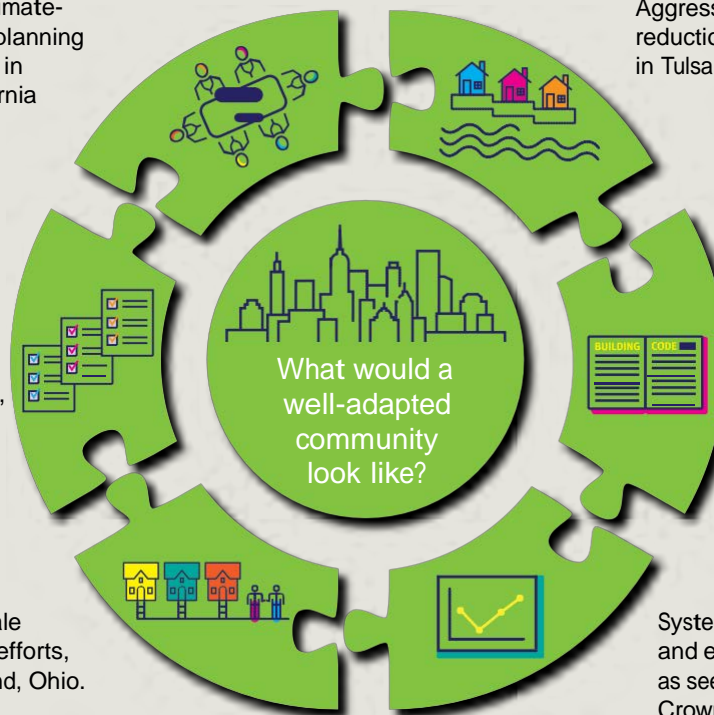 mate-
planning
in
rnia
Aggress
reductio
in Tulsa
BUILDING CODE
What would a
well-adapted
community
look like?
,
ale
efforts,
nd, Ohio.
Syste
and e
as see
Crow